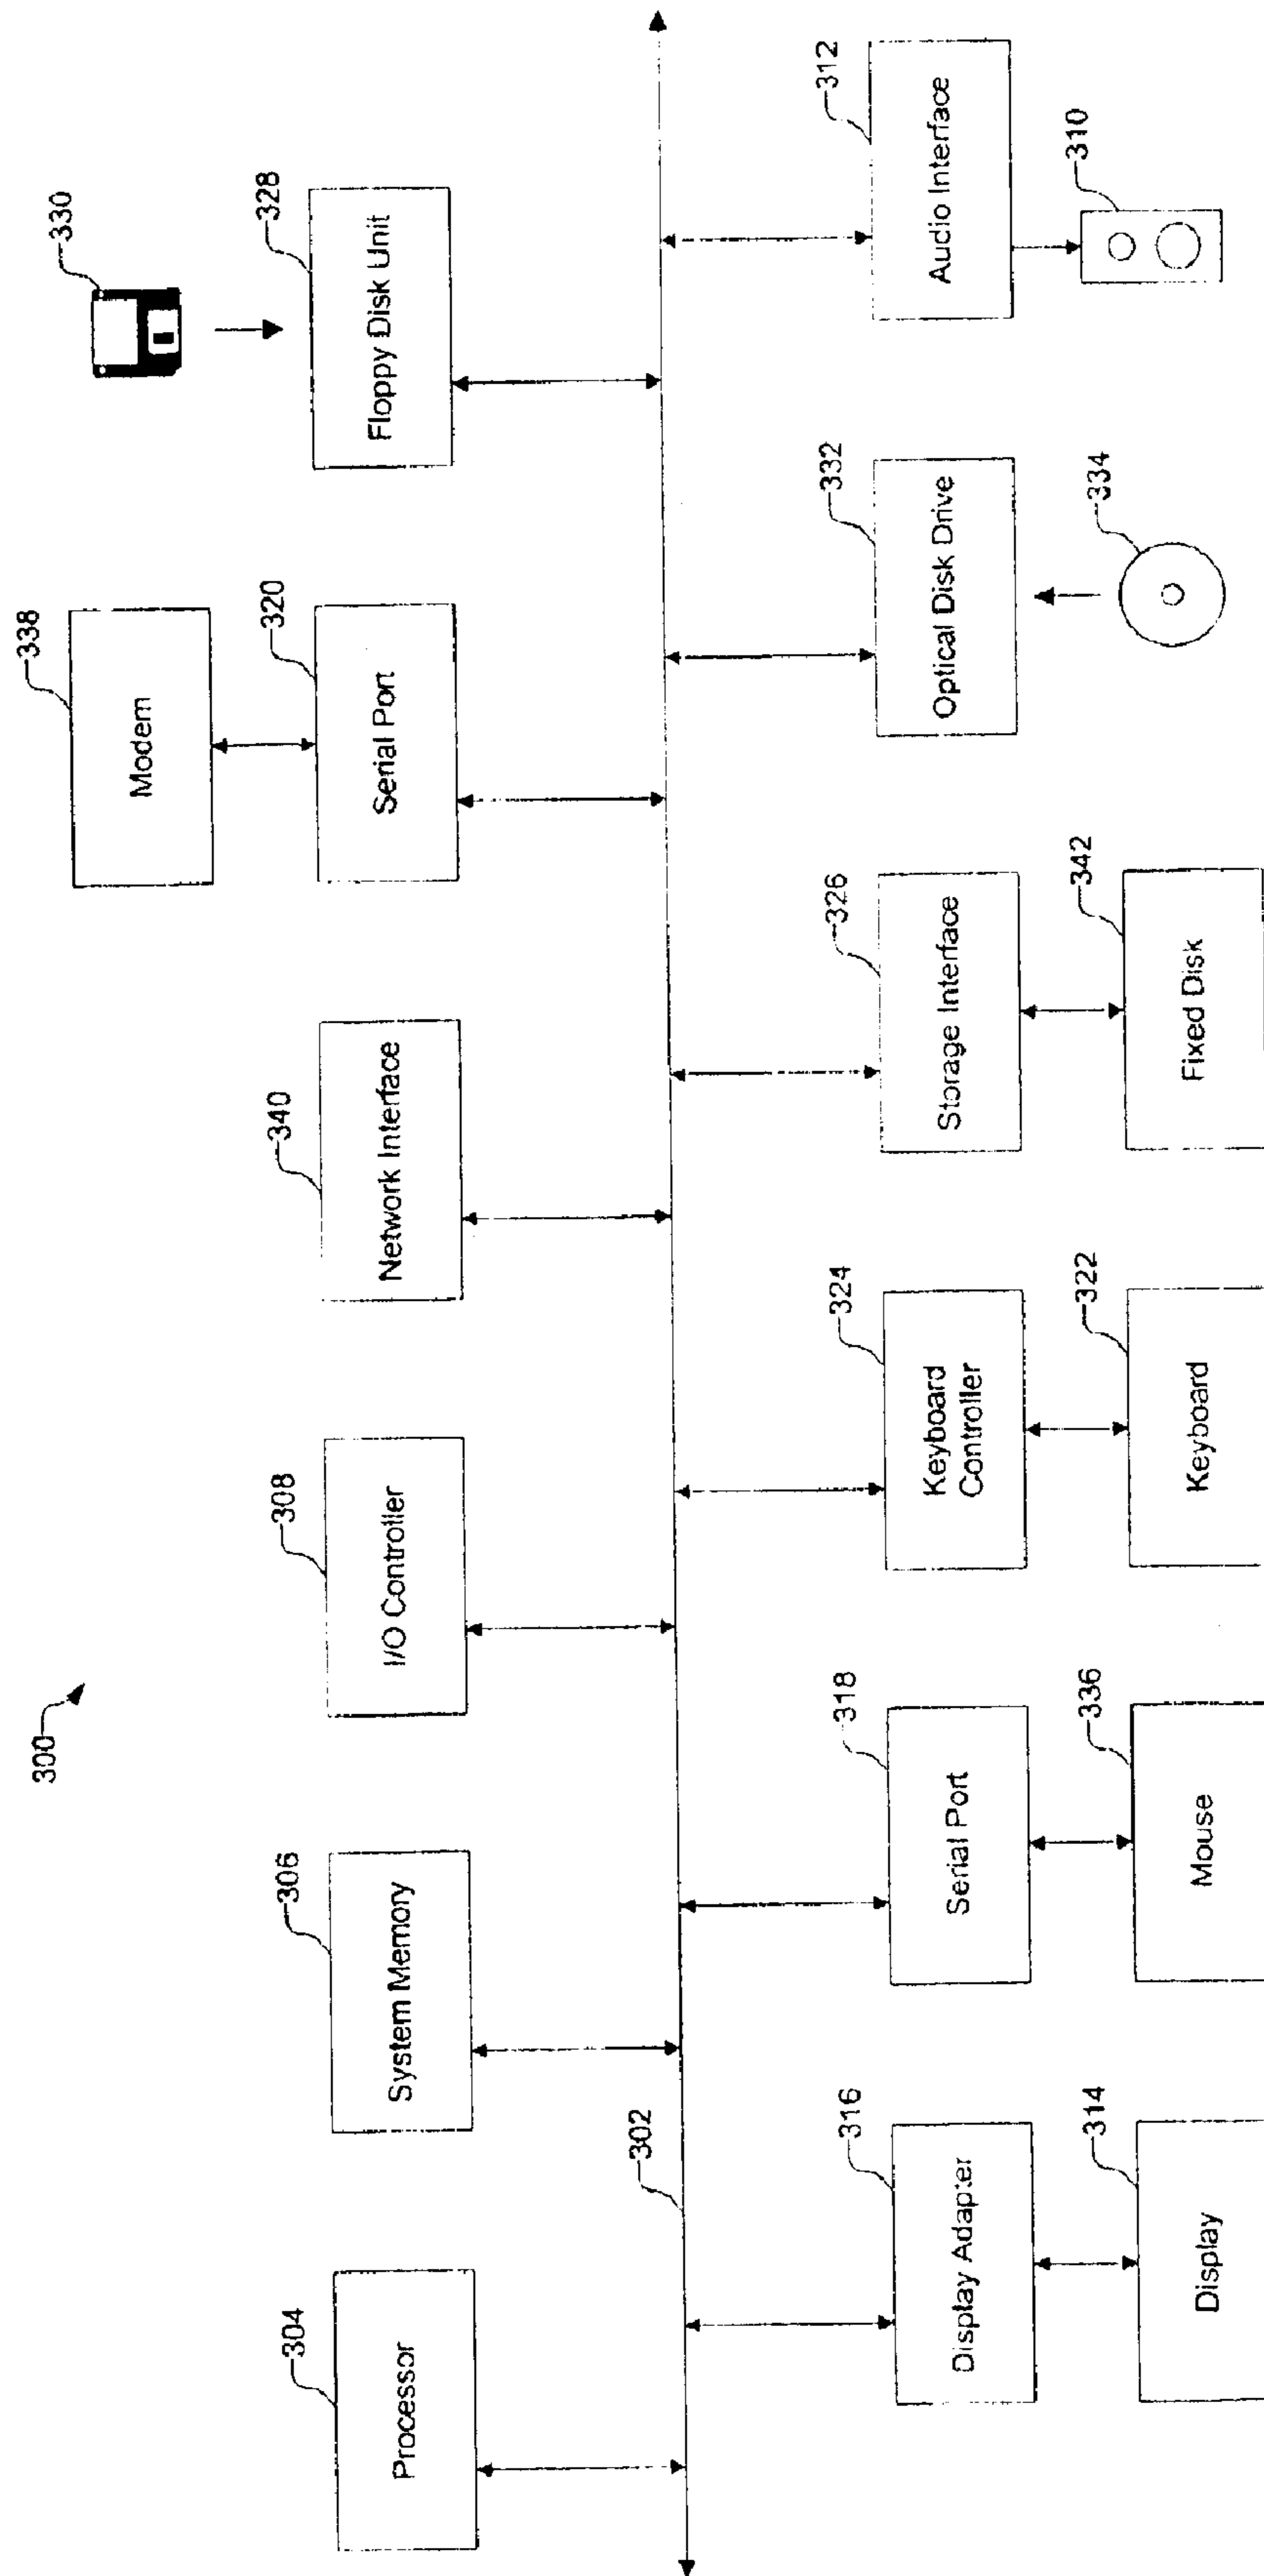 300
338
330
Modem
304
306
308
340
320
328
Processor
System Memory
I/O Controller
Network Interface
Serial Port
Floppy Disk Unit
302
316
318
324
326
332
312
Display Adapter
Serial Port
Keyboard
Controller
Storage Interface
Optical Disk Drive
Audio Interface
314
336
322
342
334
310
Display
Mouse
Keyboard
Fixed Disk